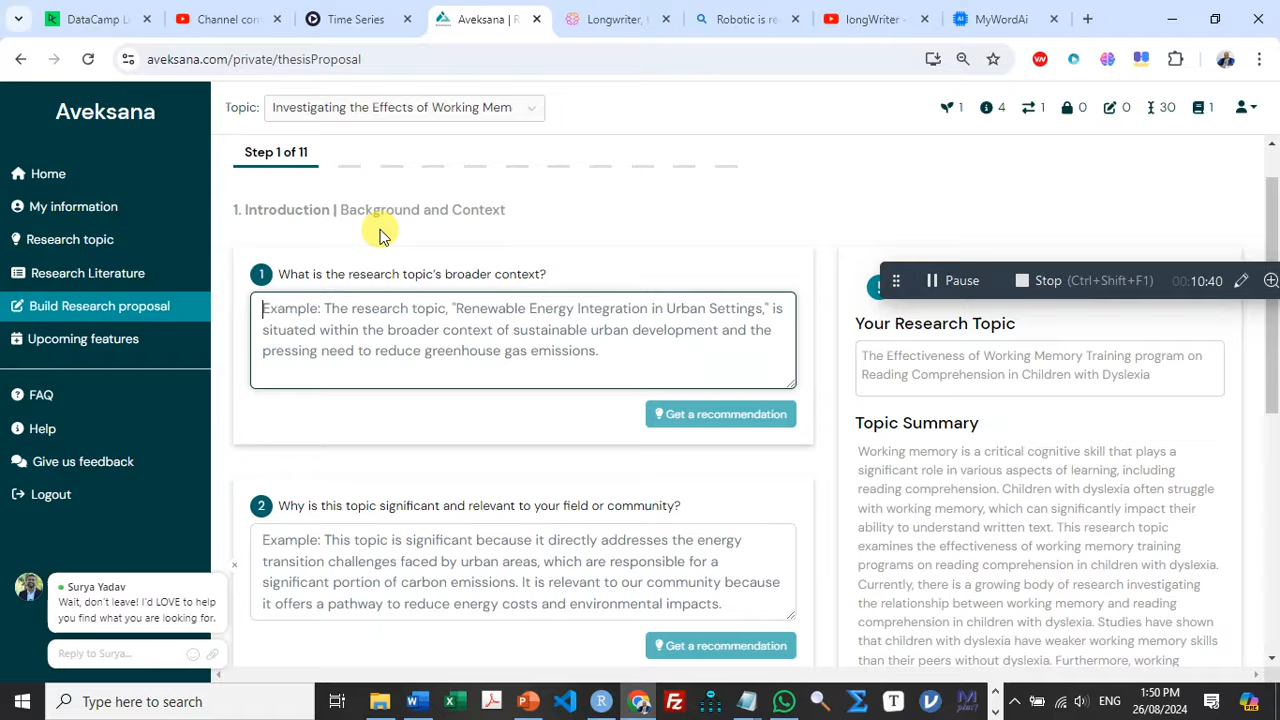 DataCamp L
Channel com
Time Series
Aveksana | R
Longwriter,
Robotic is re
longWriter -
MyWordAi
aveksana.com/private/thesisProposal
Aveksana
Home
My information
Research topic
Research Literature
Build Research proposal
Upcoming features
FAQ
Help
Give us feedback
Logout
Surya Yadav
Wait, don't leave! I'd LOVE to help
you find what you are looking for.
Reply to Surya...
Topic:
Investigating the Effects of Working Mem
1
4
1
0
0
30
1
Step 1 of 11
1. Introduction | Background and Context
1 What is the research topic's broader context?
Example: The research topic, "Renewable Energy Integration in Urban Settings," is
situated within the broader context of sustainable urban development and the
pressing need to reduce greenhouse gas emissions.
Get a recommendation
2 Why is this topic significant and relevant to your field or community?
Example: This topic is significant because it directly addresses the energy
transition challenges faced by urban areas, which are responsible for a
significant portion of carbon emissions. It is relevant to our community because
it offers a pathway to reduce energy costs and environmental impacts.
Get a recommendation
Pause
Stop (Ctrl+Shift+F1)
00:10:40
Your Research Topic
The Effectiveness of Working Memory Training program on
Reading Comprehension in Children with Dyslexia
Topic Summary
Working memory is a critical cognitive skill that plays a
significant role in various aspects of learning, including
reading comprehension. Children with dyslexia often struggle
with working memory, which can significantly impact their
ability to understand written text. This research topic
examines the effectiveness of working memory training
programs on reading comprehension in children with dyslexia.
Currently, there is a growing body of research investigating
the relationship between working memory and reading
comprehension in children with dyslexia. Studies have shown
that children with dyslexia have weaker working memory skills
than their peers without dyslexia. Furthermore, working
Type here to search
ENG
1:50 PM
26/08/2024